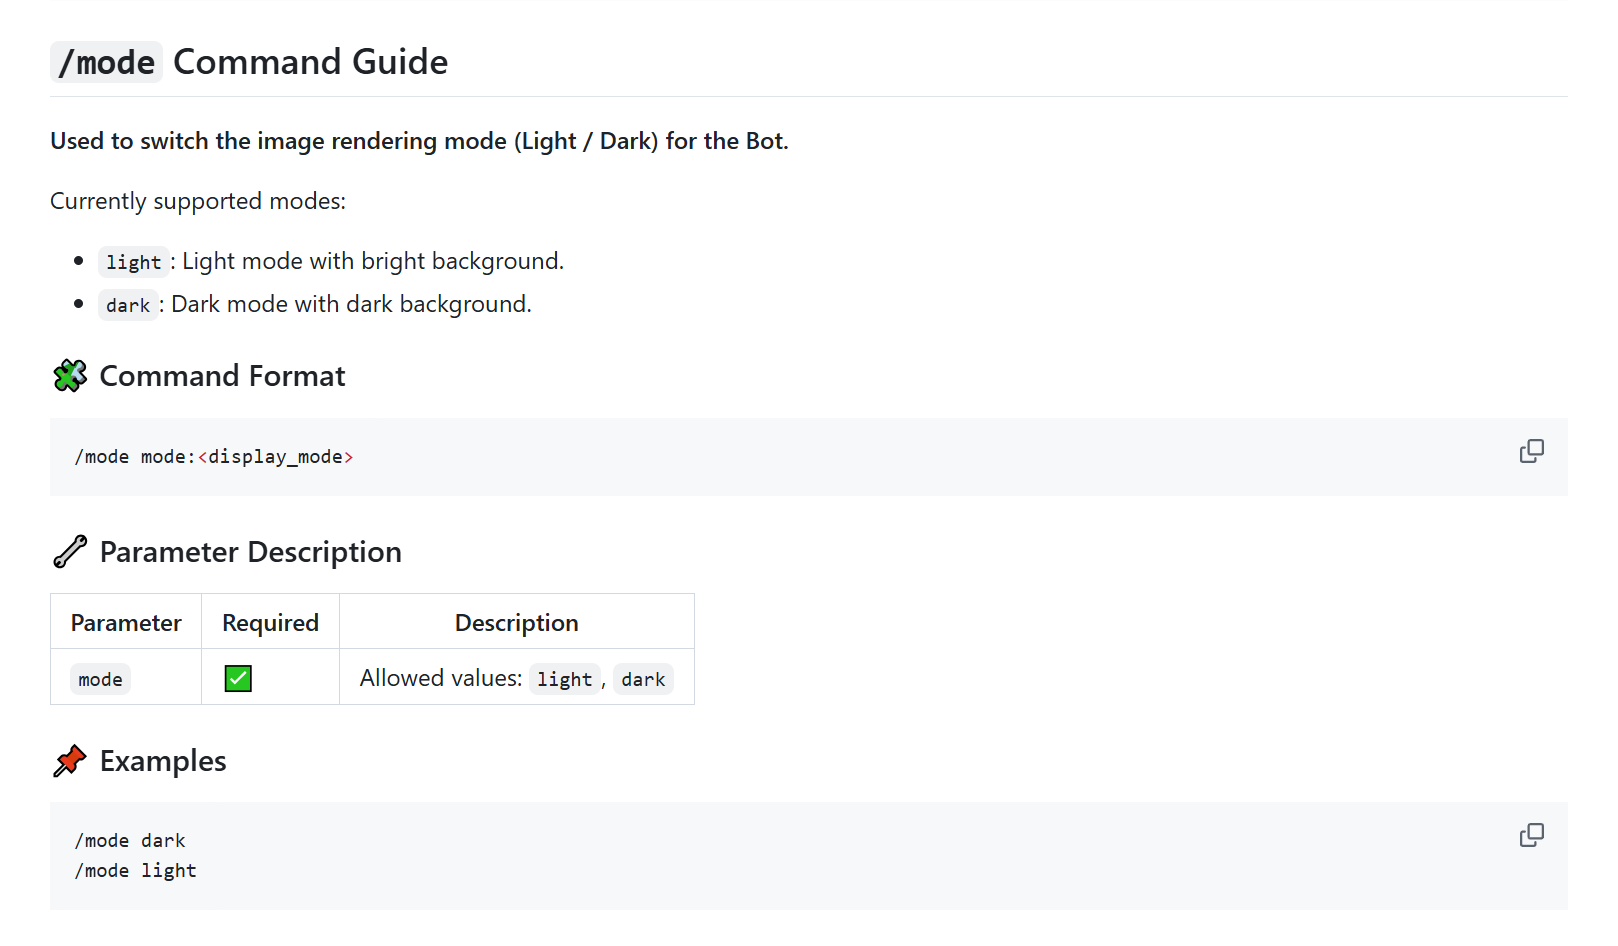 /mode Command Guide
Used to switch the image rendering mode (Light / Dark) for the Bot.
Currently supported modes:
light: Light mode with bright background.
dark: Dark mode with dark background.
Command Format
/mode mode:<display_mode>
Parameter Description
Parameter Required Description
mode ✅ Allowed values: light, dark
Examples
/mode dark
/mode light